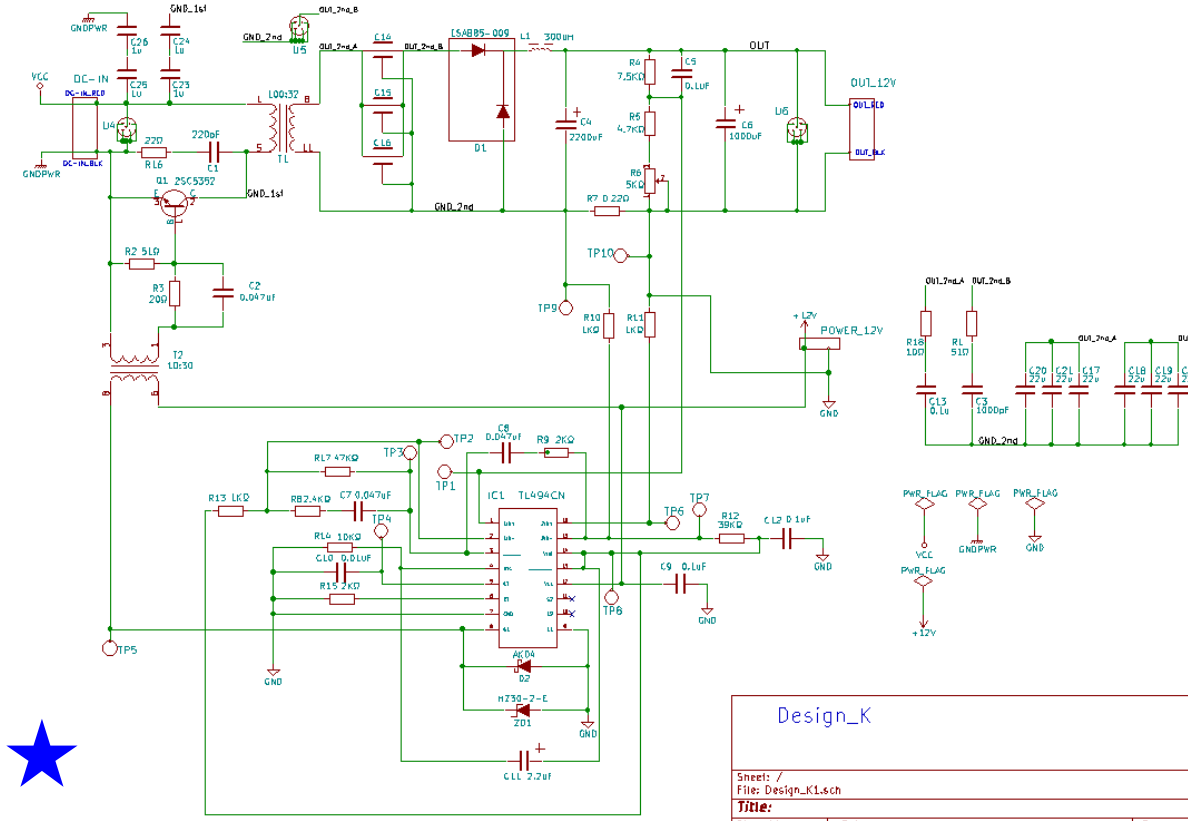 OUT_2nd_B
GND_1st
GNDPWR
C26
1u
C24
1u
U5
GND_2nd
OUT_2nd_A
C14
OUT_2nd_B
CSAB85-009
L1 300uH
OUT
VCC
DC-IN
DC-IN_RED
C25
1u
C23
1u
100:32
R4
7.5KΩ
C5
0.1uF
OUT_12V
OUT_RED
U4
C15
C4
2200uF
R5
4.7KΩ
C6
1000uF
U6
22Ω
R16
220pF
C1
T1
D1
C16
DC-IN_BLK
OUT_BLK
GNDPWR
Q1 2SC5352
GND_1st
R6
5KΩ
GND_2nd
R7 0.22Ω
R2 51Ω
R3
20Ω
C2
0.047uF
TP10
TP9
R10
1KΩ
R11
1KΩ
+12V
POWER_12V
OUT_2nd_A
OUT_2nd_B
R18
10Ω
R1
51Ω
T2
10:30
OUT_2nd_A
C20
22u
C21
22u
C17
22u
C18
22u
C19
22u
C13
0.1u
C3
1000pF
GND
GND_2nd
TP2
TP3
C8
0.047uF
R9 2KΩ
R17 47KΩ
TP1
IC1 TL494CN
R13 1KΩ
R8 2.4KΩ
C7 0.047uF
TP4
TP6
TP7
R12
39KΩ
C12 0.1uF
PWR_FLAG
PWR_FLAG
PWR_FLAG
VCC
GNDPWR
GND
R14 10KΩ
C10 0.01uF
R15 2KΩ
C9 0.1uF
TP8
GND
GND
PWR_FLAG
+12V
TP5
GND
AK04
D2
HZ30-2-E
ZD1
GND
C11 2.2uF
Design_K
Sheet: /
File: Design_K1.sch
Title: